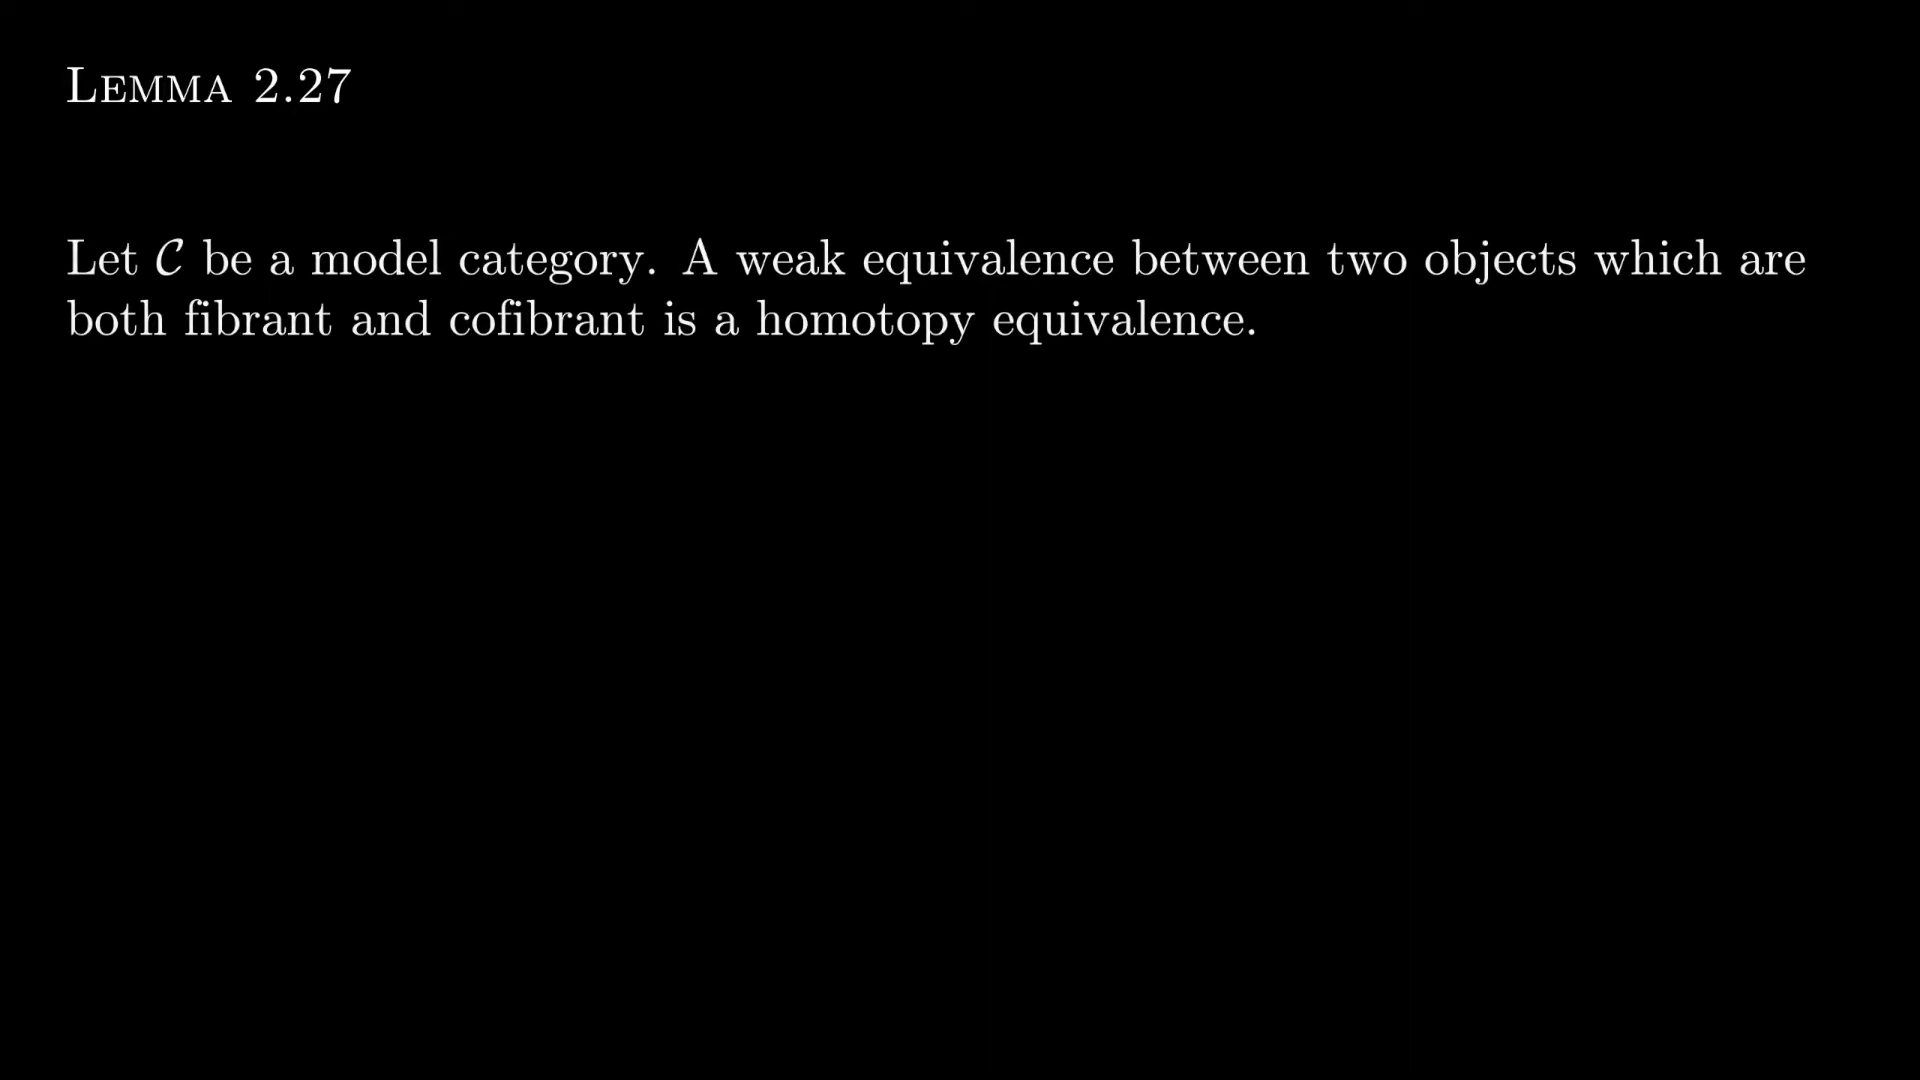 Lemma 2.27
Let 𝒞 be a model category. A weak equivalence between two objects which are
both fibrant and cofibrant is a homotopy equivalence.